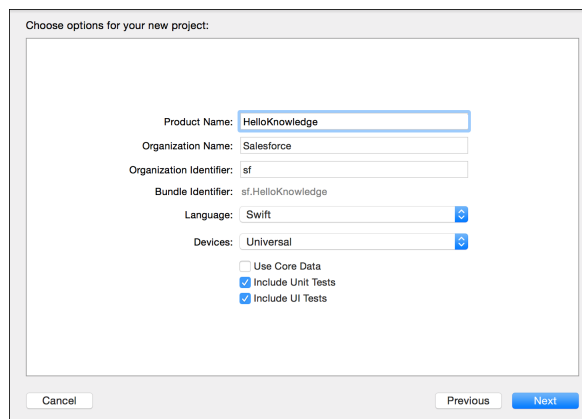 Choose options for your new project:
Product Name: HelloKnowledge
Organization Name: Salesforce
Organization Identifier: sf
Bundle Identifier: sf.HelloKnowledge
Language: Swift
Devices: Universal
Use Core Data
Include Unit Tests
Include UI Tests
Cancel Previous Next